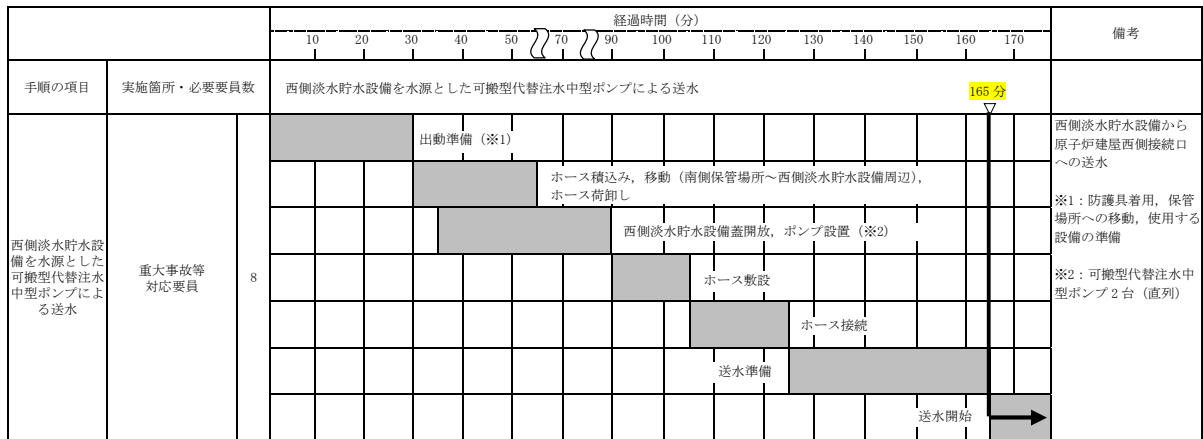 経過時間（分）
備考
10 20 30 40 50 70 90 100 110 120 130 140 150 160 170
手順の項目
実施箇所・必要要員数
西側淡水貯水設備を水源とした可搬型代替注水中型ポンプによる送水
165 分
西側淡水貯水設備を水源とした可搬型代替注水中型ポンプによる送水
重大事故等
対応要員
8
出動準備（※1）
ホース積込み，移動（南側保管場所～西側淡水貯水設備周辺），
ホース荷卸し
西側淡水貯水設備蓋開放，ポンプ設置（※2）
ホース敷設
ホース接続
送水準備
送水開始
西側淡水貯水設備から
原子炉建屋西側接続口
への送水
※1：防護具着用，保管
場所への移動，使用する
設備の準備
※2：可搬型代替注水中
型ポンプ 2 台（直列）